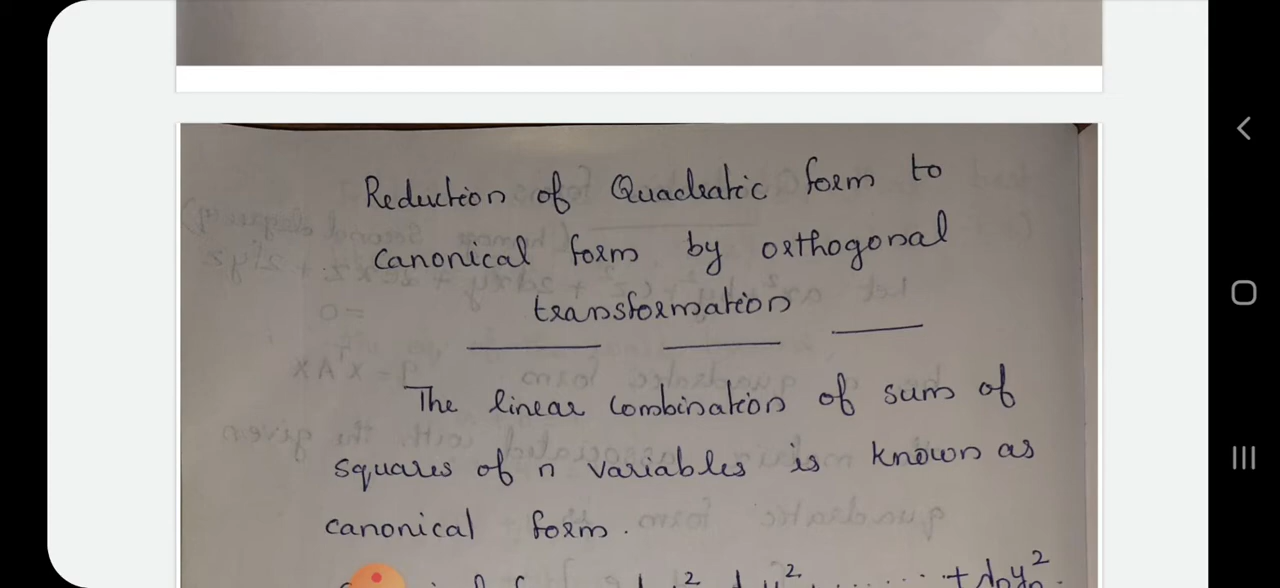 Reduction of Quadratic form to
canonical form by orthogonal
transformation
The linear combination of sum of
squares of n variables is known as
canonical form.